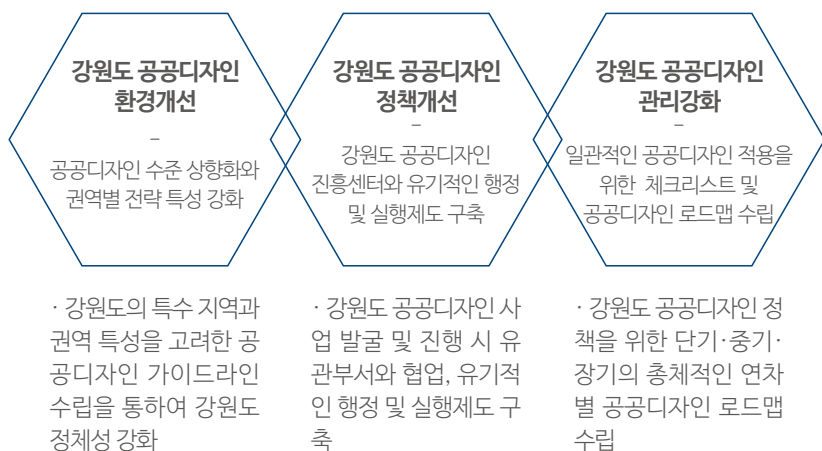 강원도 공공디자인
환경개선
–
공공디자인 수준 상향화와
권역별 전략 특성 강화
강원도 공공디자인
정책개선
–
강원도 공공디자인
진흥센터와 유기적인 행정
및 실행제도 구축
강원도 공공디자인
관리강화
–
일관적인 공공디자인 적용을
위한 체크리스트 및
공공디자인 로드맵 수립
· 강원도의 특수 지역과
권역 특성을 고려한 공
공디자인 가이드라인
수립을 통하여 강원도
정체성 강화
· 강원도 공공디자인 사
업 발굴 및 진행 시 유
관부서와 협업, 유기적
인 행정 및 실행제도 구
축
· 강원도 공공디자인 정
책을 위한 단기·중기·
장기의 총체적인 연차
별 공공디자인 로드맵
수립